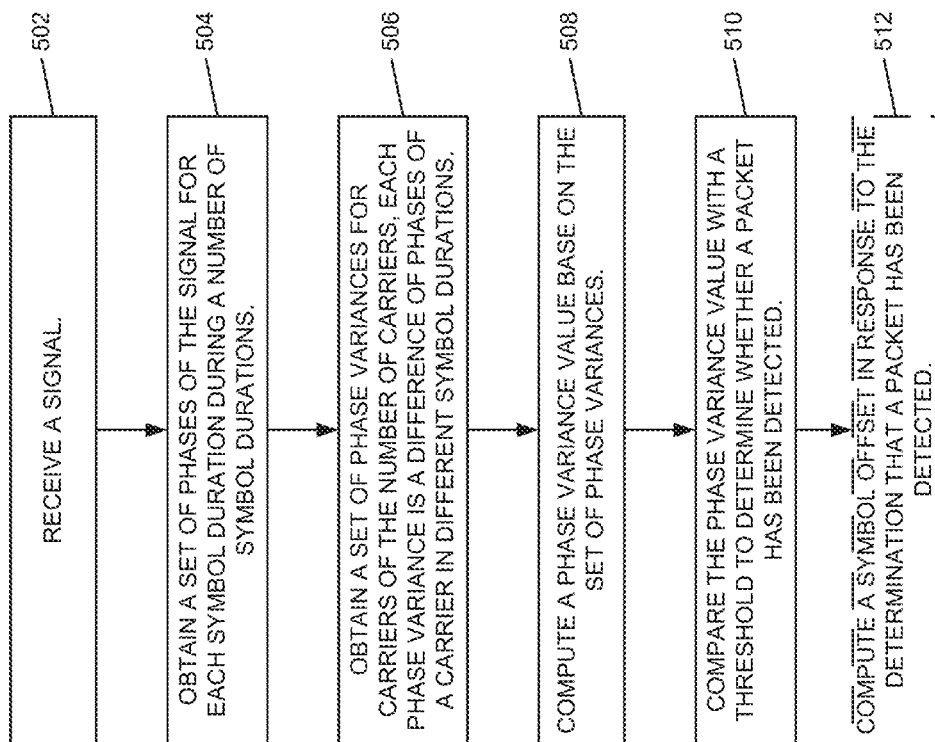 RECEIVE A SIGNAL.
502
OBTAIN A SET OF PHASES OF THE SIGNAL FOR
EACH SYMBOL DURATION DURING A NUMBER OF
SYMBOL DURATIONS.
504
OBTAIN A SET OF PHASE VARIANCES FOR
CARRIERS OF THE NUMBER OF CARRIERS, EACH
PHASE VARIANCE IS A DIFFERENCE OF PHASES OF
A CARRIER IN DIFFERENT SYMBOL DURATIONS.
506
COMPUTE A PHASE VARIANCE VALUE BASE ON THE
SET OF PHASE VARIANCES.
508
COMPARE THE PHASE VARIANCE VALUE WITH A
THRESHOLD TO DETERMINE WHETHER A PACKET
HAS BEEN DETECTED.
510
COMPUTE A SYMBOL OFFSET IN RESPONSE TO THE
DETERMINATION THAT A PACKET HAS BEEN
DETECTED.
512